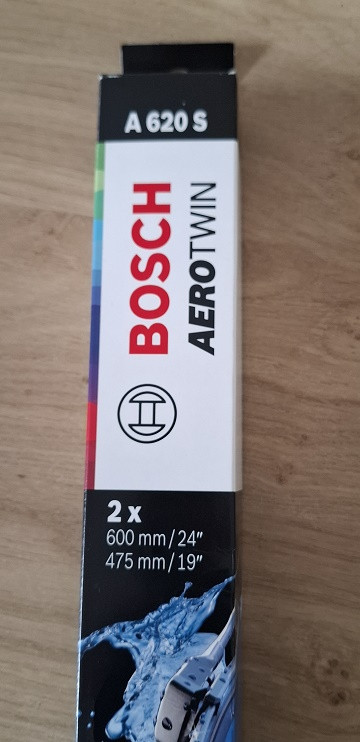 A 620 S
BOSCH
AEROTWIN
2 x
600 mm / 24"
475 mm / 19"